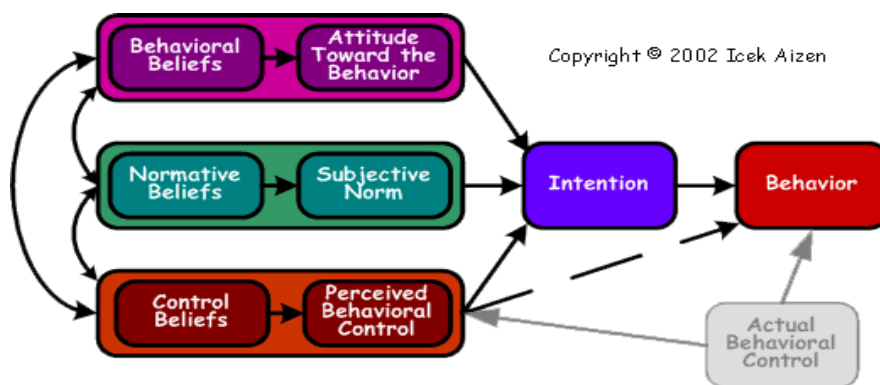 Behavioral
Beliefs
Attitude
Toward the
Behavior
Copyright © 2002 Icek Aizen
Normative
Beliefs
Subjective
Norm
Intention
Behavior
Control
Beliefs
Perceived
Behavioral
Control
Actual
Behavioral
Control